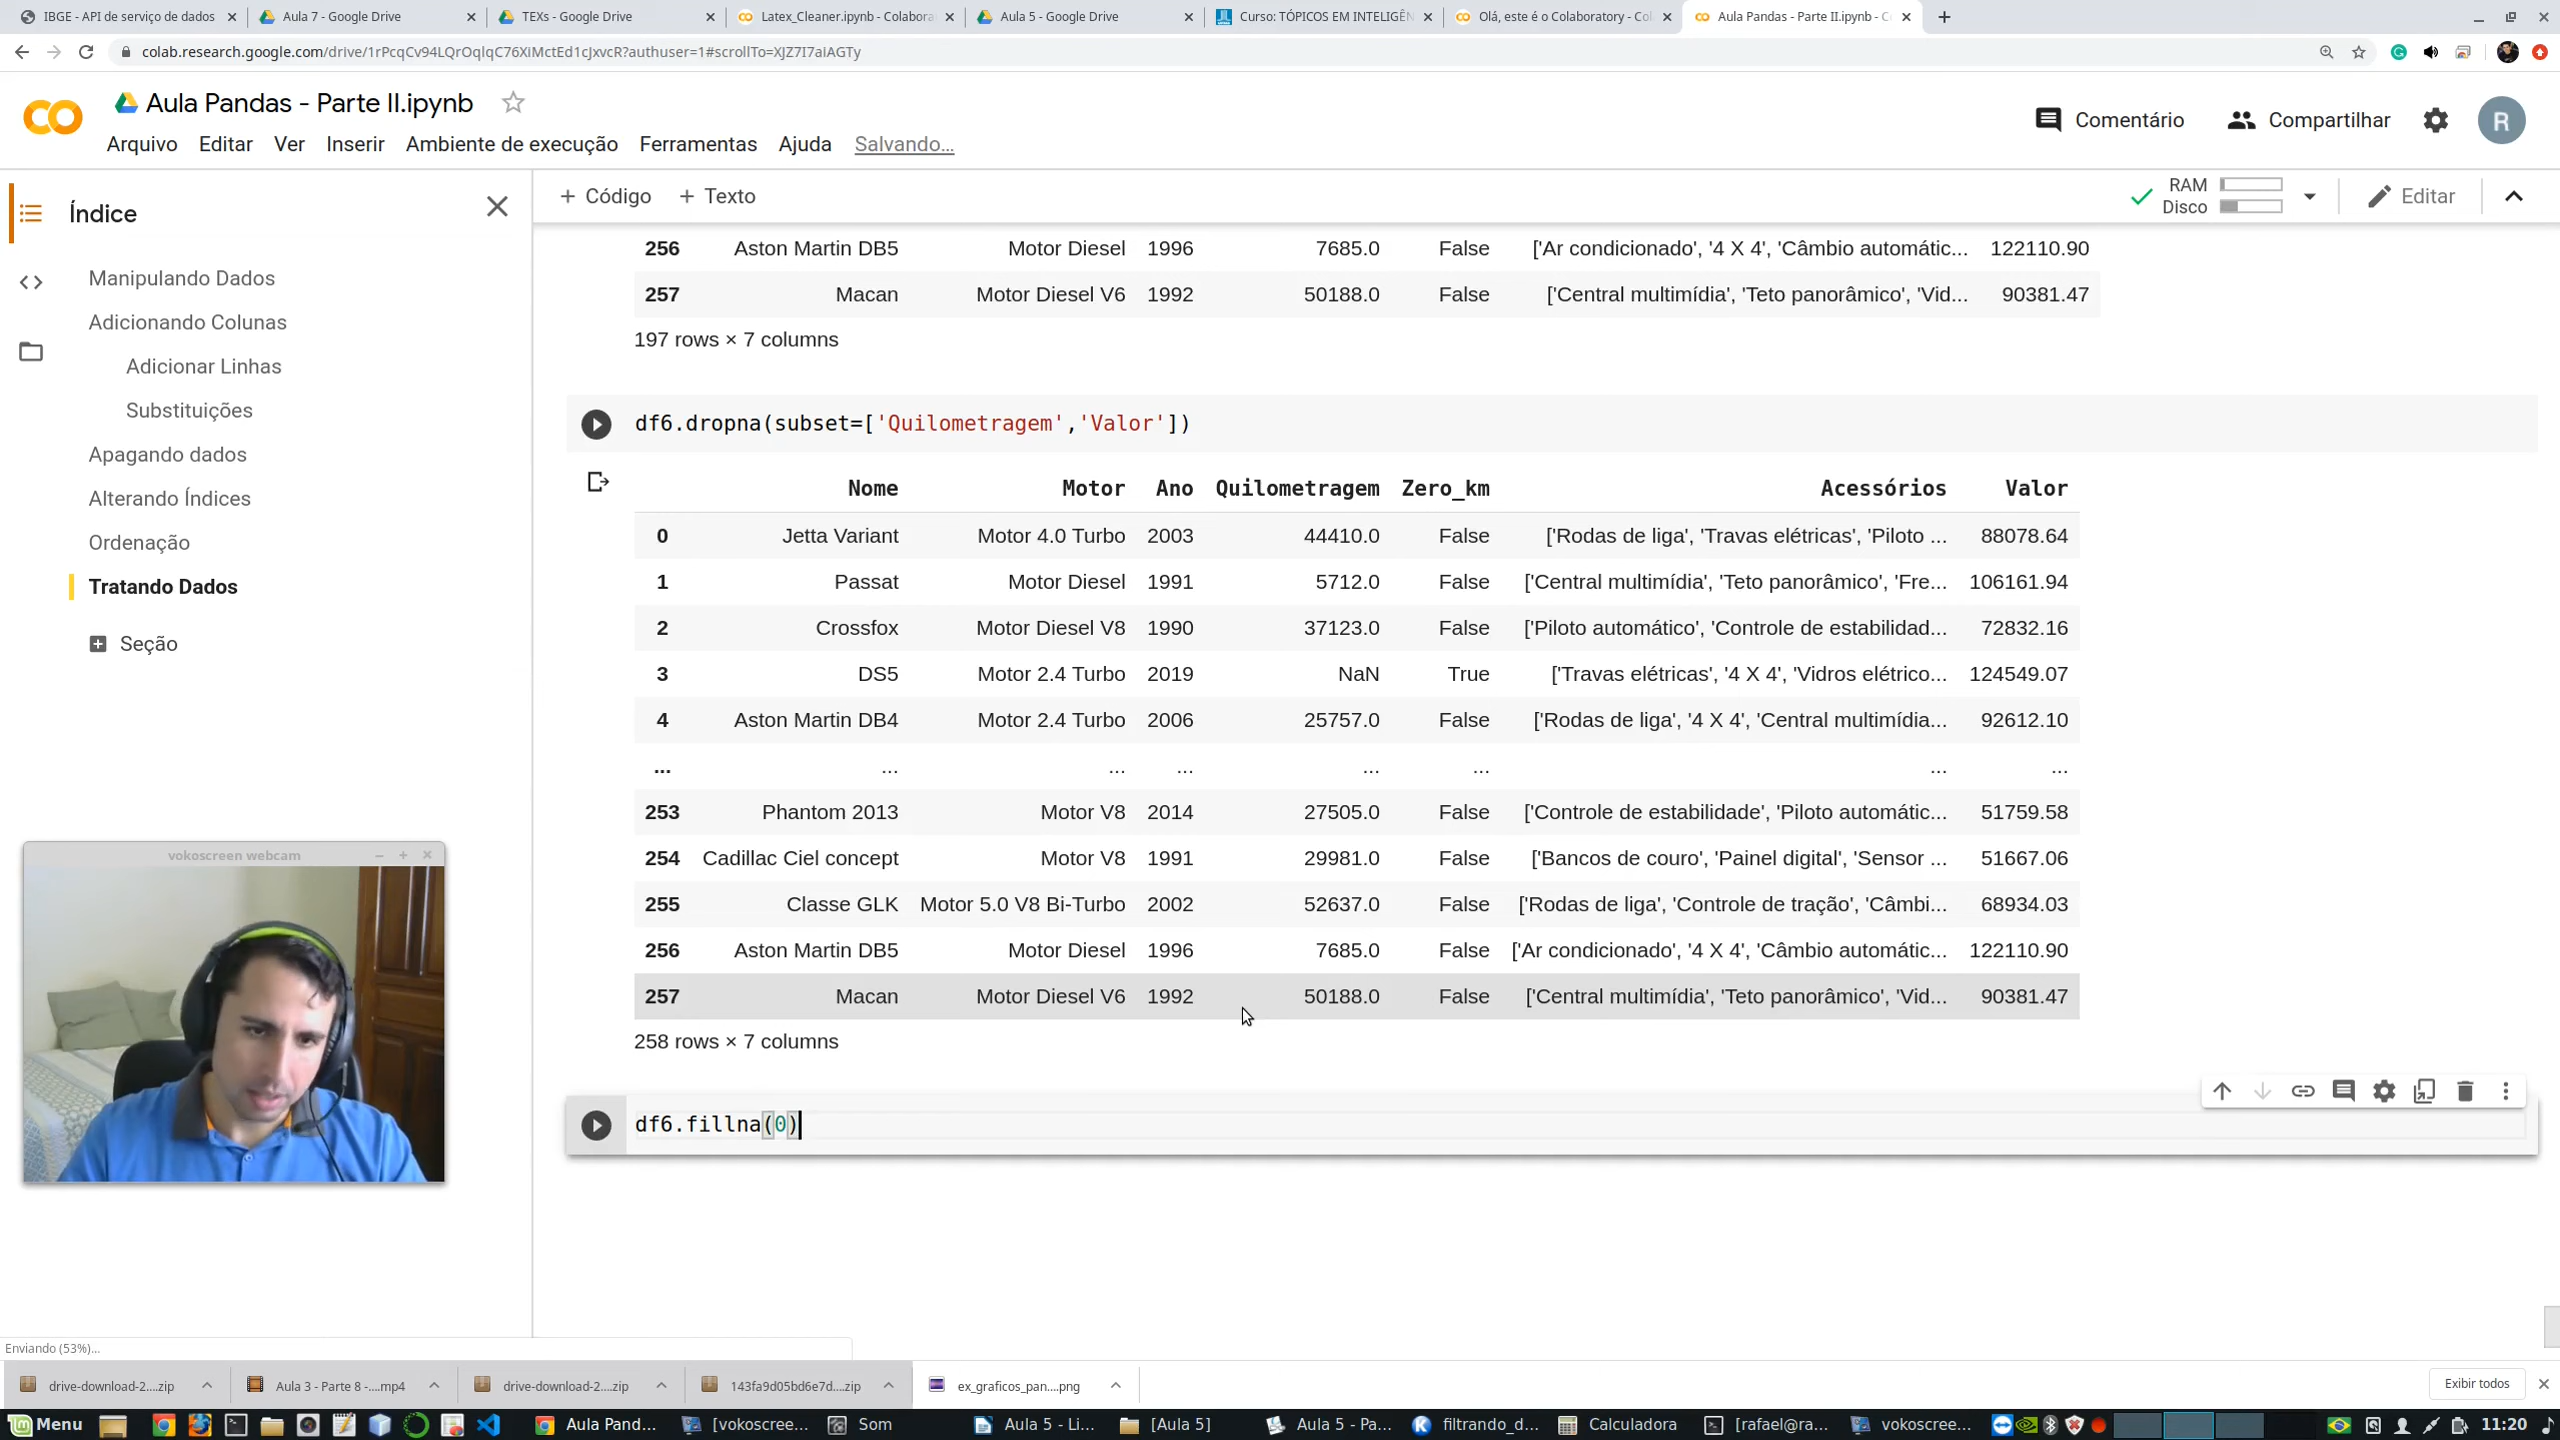 IBGE - API de serviço de dados
Aula 7 - Google Drive
TEXs - Google Drive
Latex_Cleaner.ipynb - Colabora
Aula 5 - Google Drive
Curso: TÓPICOS EM INTELIGÊN
Olá, este é o Colaboratory - Co
Aula Pandas - Parte II.ipynb - C
colab.research.google.com/drive/1rPcqCv94LQrOqlqC76XiMctEd1cJxvcR?authuser=1#scrollTo=XJZ7I7aiAGTy
Aula Pandas - Parte II.ipynb
Arquivo Editar Ver Inserir Ambiente de execução Ferramentas Ajuda Salvando...
Comentário Compartilhar R
Índice
+ Código + Texto
RAM
Disco
Editar
Manipulando Dados
Adicionando Colunas
Adicionar Linhas
Substituições
Apagando dados
Alterando Índices
Ordenação
Tratando Dados
Seção
256 Aston Martin DB5 Motor Diesel 1996 7685.0 False ['Ar condicionado', '4 X 4', 'Câmbio automátic... 122110.90
257 Macan Motor Diesel V6 1992 50188.0 False ['Central multimídia', 'Teto panorâmico', 'Vid... 90381.47
197 rows × 7 columns
df6.dropna(subset=['Quilometragem','Valor'])
Nome Motor Ano Quilometragem Zero_km Acessórios Valor
0 Jetta Variant Motor 4.0 Turbo 2003 44410.0 False ['Rodas de liga', 'Travas elétricas', 'Piloto ... 88078.64
1 Passat Motor Diesel 1991 5712.0 False ['Central multimídia', 'Teto panorâmico', 'Fre... 106161.94
2 Crossfox Motor Diesel V8 1990 37123.0 False ['Piloto automático', 'Controle de estabilidad... 72832.16
3 DS5 Motor 2.4 Turbo 2019 NaN True ['Travas elétricas', '4 X 4', 'Vidros elétrico... 124549.07
4 Aston Martin DB4 Motor 2.4 Turbo 2006 25757.0 False ['Rodas de liga', '4 X 4', 'Central multimídia... 92612.10
... ... ... ... ... ... ... ...
253 Phantom 2013 Motor V8 2014 27505.0 False ['Controle de estabilidade', 'Piloto automátic... 51759.58
254 Cadillac Ciel concept Motor V8 1991 29981.0 False ['Bancos de couro', 'Painel digital', 'Sensor ... 51667.06
255 Classe GLK Motor 5.0 V8 Bi-Turbo 2002 52637.0 False ['Rodas de liga', 'Controle de tração', 'Câmbi... 68934.03
256 Aston Martin DB5 Motor Diesel 1996 7685.0 False ['Ar condicionado', '4 X 4', 'Câmbio automátic... 122110.90
257 Macan Motor Diesel V6 1992 50188.0 False ['Central multimídia', 'Teto panorâmico', 'Vid... 90381.47
258 rows × 7 columns
df6.fillna(0)
vokoscreen webcam
Enviando (53%)...
drive-download-2....zip
Aula 3 - Parte 8 -....mp4
drive-download-2....zip
143fa9d05bd6e7d....zip
ex_graficos_pan....png
Exibir todos
Menu
Aula Pand...
[vokoscree...
Som
Aula 5 - Li...
[Aula 5]
Aula 5 - Pa...
filtrando_d...
Calculadora
[rafael@ra...
vokoscree...
11:20